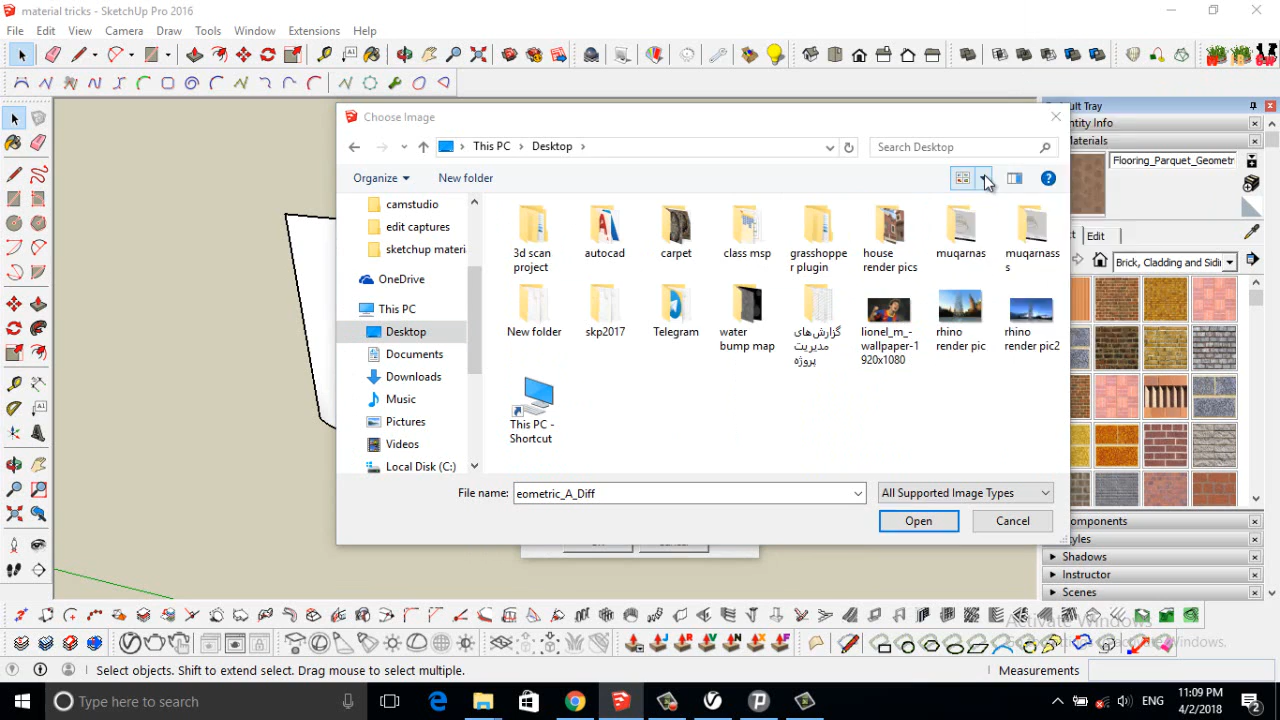 material tricks - SketchUp Pro 2016
File Edit View Camera Draw Tools Window Extensions Help
Choose Image
This PC Desktop
Search Desktop
Organize New folder
camstudio
edit captures
sketchup materi
OneDrive
This PC
Desktop
Documents
Downloads
Music
Pictures
Videos
Local Disk (C:)
3d scan project
autocad
carpet
class msp
grasshoppe r plugin
house render pics
muqarnas
muqarnass s
New folder
skp2017
Telegram
water bump map
گزارش‌های مدیریت پروژه
lionel_m_-wallpaper-1920x1080
rhino render pic
rhino render pic2
This PC - Shortcut
File name: eometric_A_Diff
All Supported Image Types
Open Cancel
ault Tray
ntity Info
Materials
Flooring_Parquet_Geometr
Edit
Brick, Cladding and Sidi
omponents
tyles
Shadows
Instructor
Scenes
Activate Windows
Windows.
Select objects. Shift to extend select. Drag mouse to select multiple.
Measurements
Type here to search
ENG
11:09 PM
4/2/2018